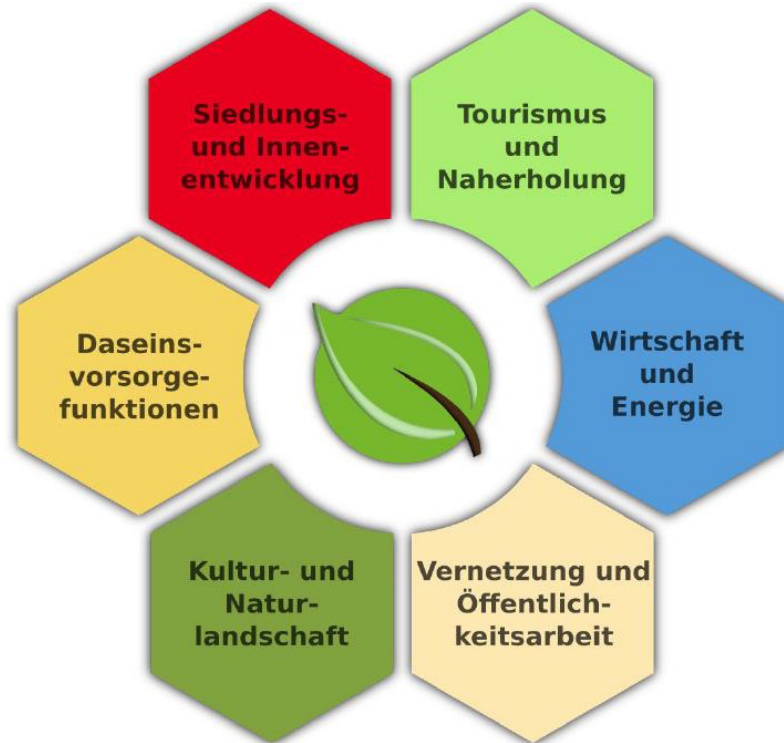 Siedlungs-
und Innen-
entwicklung
Tourismus
und
Naherholung
Daseins-
vorsorge-
funktionen
Wirtschaft
und
Energie
Kultur- und
Natur-
landschaft
Vernetzung und
Öffentlich-
keitsarbeit